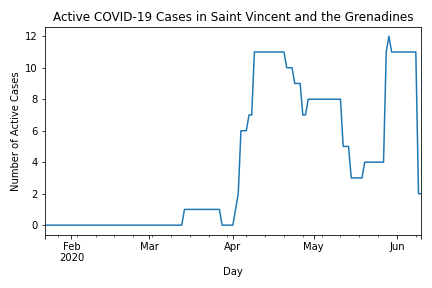 Active COVID-19 Cases in Saint Vincent and the Grenadines
Number of Active Cases
12
10
8
6
4
2
0
Feb
2020
Mar
Apr
May
Jun
Day